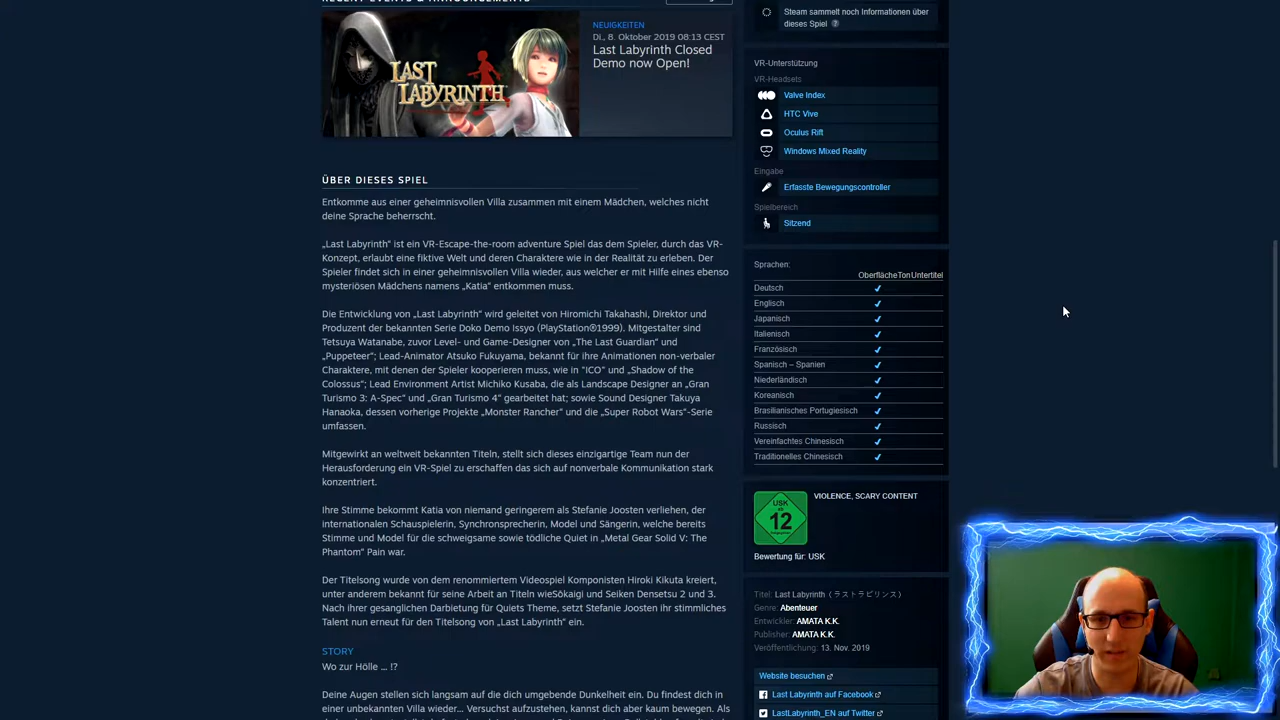 NEUIGKEITEN
Di., 8. Oktober 2019 08:13 CEST
Last Labyrinth Closed
Demo now Open!
LAST
LABYRINTH
ÜBER DIESES SPIEL
Entkomme aus einer geheimnisvollen Villa zusammen mit einem Mädchen, welches nicht
deine Sprache beherrscht.
„Last Labyrinth" ist ein VR-Escape-the-room adventure Spiel das dem Spieler, durch das VR-
Konzept, erlaubt eine fiktive Welt und deren Charaktere wie in der Realität zu erleben. Der
Spieler findet sich in einer geheimnisvollen Villa wieder, aus welcher er mit Hilfe eines ebenso
mysteriösen Mädchens namens „Katia" entkommen muss.
Die Entwicklung von „Last Labyrinth" wird geleitet von Hiromichi Takahashi, Direktor und
Produzent der bekannten Serie Doko Demo Issyo (PlayStation®1999). Mitgestalter sind
Tetsuya Watanabe, zuvor Level- und Game-Designer von „The Last Guardian" und
„Puppeteer"; Lead-Animator Atsuko Fukuyama, bekannt für ihre Animationen non-verbaler
Charaktere, mit denen der Spieler kooperieren muss, wie in "ICO" und „Shadow of the
Colossus"; Lead Environment Artist Michiko Kusaba, die als Landscape Designer an „Gran
Turismo 3: A-Spec" und „Gran Turismo 4" gearbeitet hat; sowie Sound Designer Takuya
Hanaoka, dessen vorherige Projekte „Monster Rancher" und die „Super Robot Wars"-Serie
umfassen.
Mitgewirkt an weltweit bekannten Titeln, stellt sich dieses einzigartige Team nun der
Herausforderung ein VR-Spiel zu erschaffen das sich auf nonverbale Kommunikation stark
konzentriert.
Ihre Stimme bekommt Katia von niemand geringerem als Stefanie Joosten verliehen, der
internationalen Schauspielerin, Synchronsprecherin, Model und Sängerin, welche bereits
Stimme und Model für die schweigsame sowie tödliche Quiet in „Metal Gear Solid V: The
Phantom" Pain war.
Der Titelsong wurde von dem renommiertem Videospiel Komponisten Hiroki Kikuta kreiert,
unter anderem bekannt für seine Arbeit an Titeln wieSōkaigi und Seiken Densetsu 2 und 3.
Nach ihrer gesanglichen Darbietung für Quiets Theme, setzt Stefanie Joosten ihr stimmliches
Talent nun erneut für den Titelsong von „Last Labyrinth" ein.
STORY
Wo zur Hölle ... !?
Deine Augen stellen sich langsam auf die dich umgebende Dunkelheit ein. Du findest dich in
einer unbekannten Villa wieder... Versuchst aufzustehen, kannst dich aber kaum bewegen. Als
Steam sammelt noch Informationen über
dieses Spiel ?
VR-Unterstützung
VR-Headsets
Valve Index
HTC Vive
Oculus Rift
Windows Mixed Reality
Eingabe
Erfasste Bewegungscontroller
Spielbereich
Sitzend
Sprachen:
OberflächeTonUntertitel
Deutsch ✔
Englisch ✔
Japanisch ✔
Italienisch ✔
Französisch ✔
Spanisch – Spanien ✔
Niederländisch ✔
Koreanisch ✔
Brasilianisches Portugiesisch ✔
Russisch ✔
Vereinfachtes Chinesisch ✔
Traditionelles Chinesisch ✔
USK
ab
12
VIOLENCE, SCARY CONTENT
Bewertung für: USK
Titel: Last Labyrinth（ラストラビリンス）
Genre: Abenteuer
Entwickler: AMATA K.K.
Publisher: AMATA K.K.
Veröffentlichung: 13. Nov. 2019
Website besuchen
Last Labyrinth auf Facebook
LastLabyrinth_EN auf Twitter